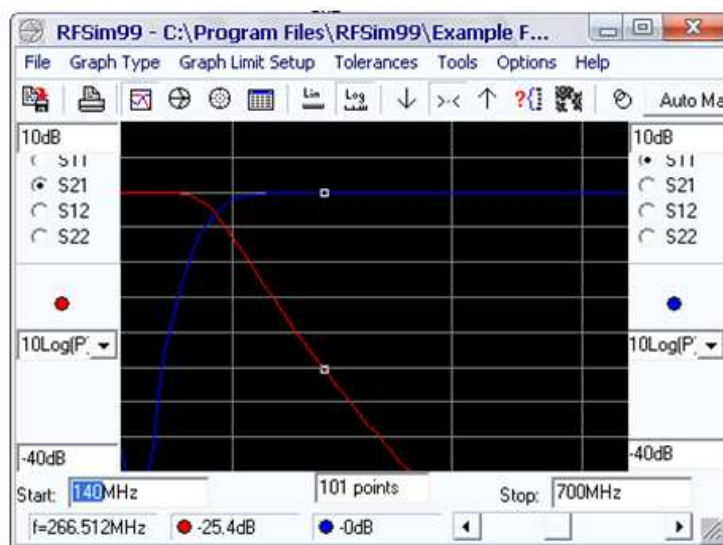 RFSim99 - C:\Program Files\RFSim99\Example F...
File Graph Type Graph Limit Setup Tolerances Tools Options Help
Lin Log Auto Ma
10dB 10dB
S11 S11
S21 S21
S12 S12
S22 S22
10Log(P) 10Log(P)
-40dB -40dB
Start: 140MHz 101 points Stop: 700MHz
f=266.512MHz -25.4dB -0dB